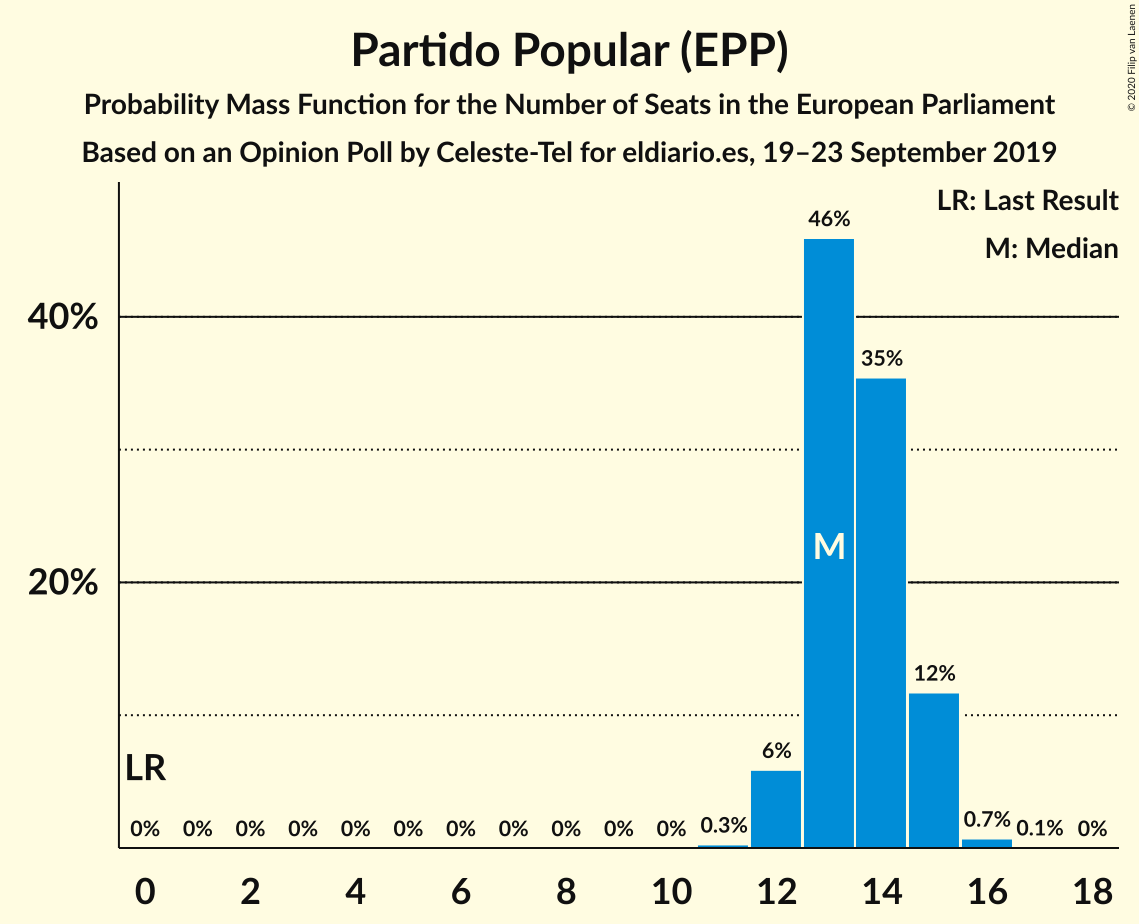 Partido Popular (EPP)
Probability Mass Function for the Number of Seats in the European Parliament
Based on an Opinion Poll by Celeste-Tel for eldiario.es, 19–23 September 2019
© 2020 Filip van Laenen
LR: Last Result
M: Median
46%
40%
35%
M
20%
12%
LR
6%
0% 0% 0% 0% 0% 0% 0% 0% 0% 0% 0% 0.3% 0.7% 0.1% 0%
0 2 4 6 8 10 12 14 16 18